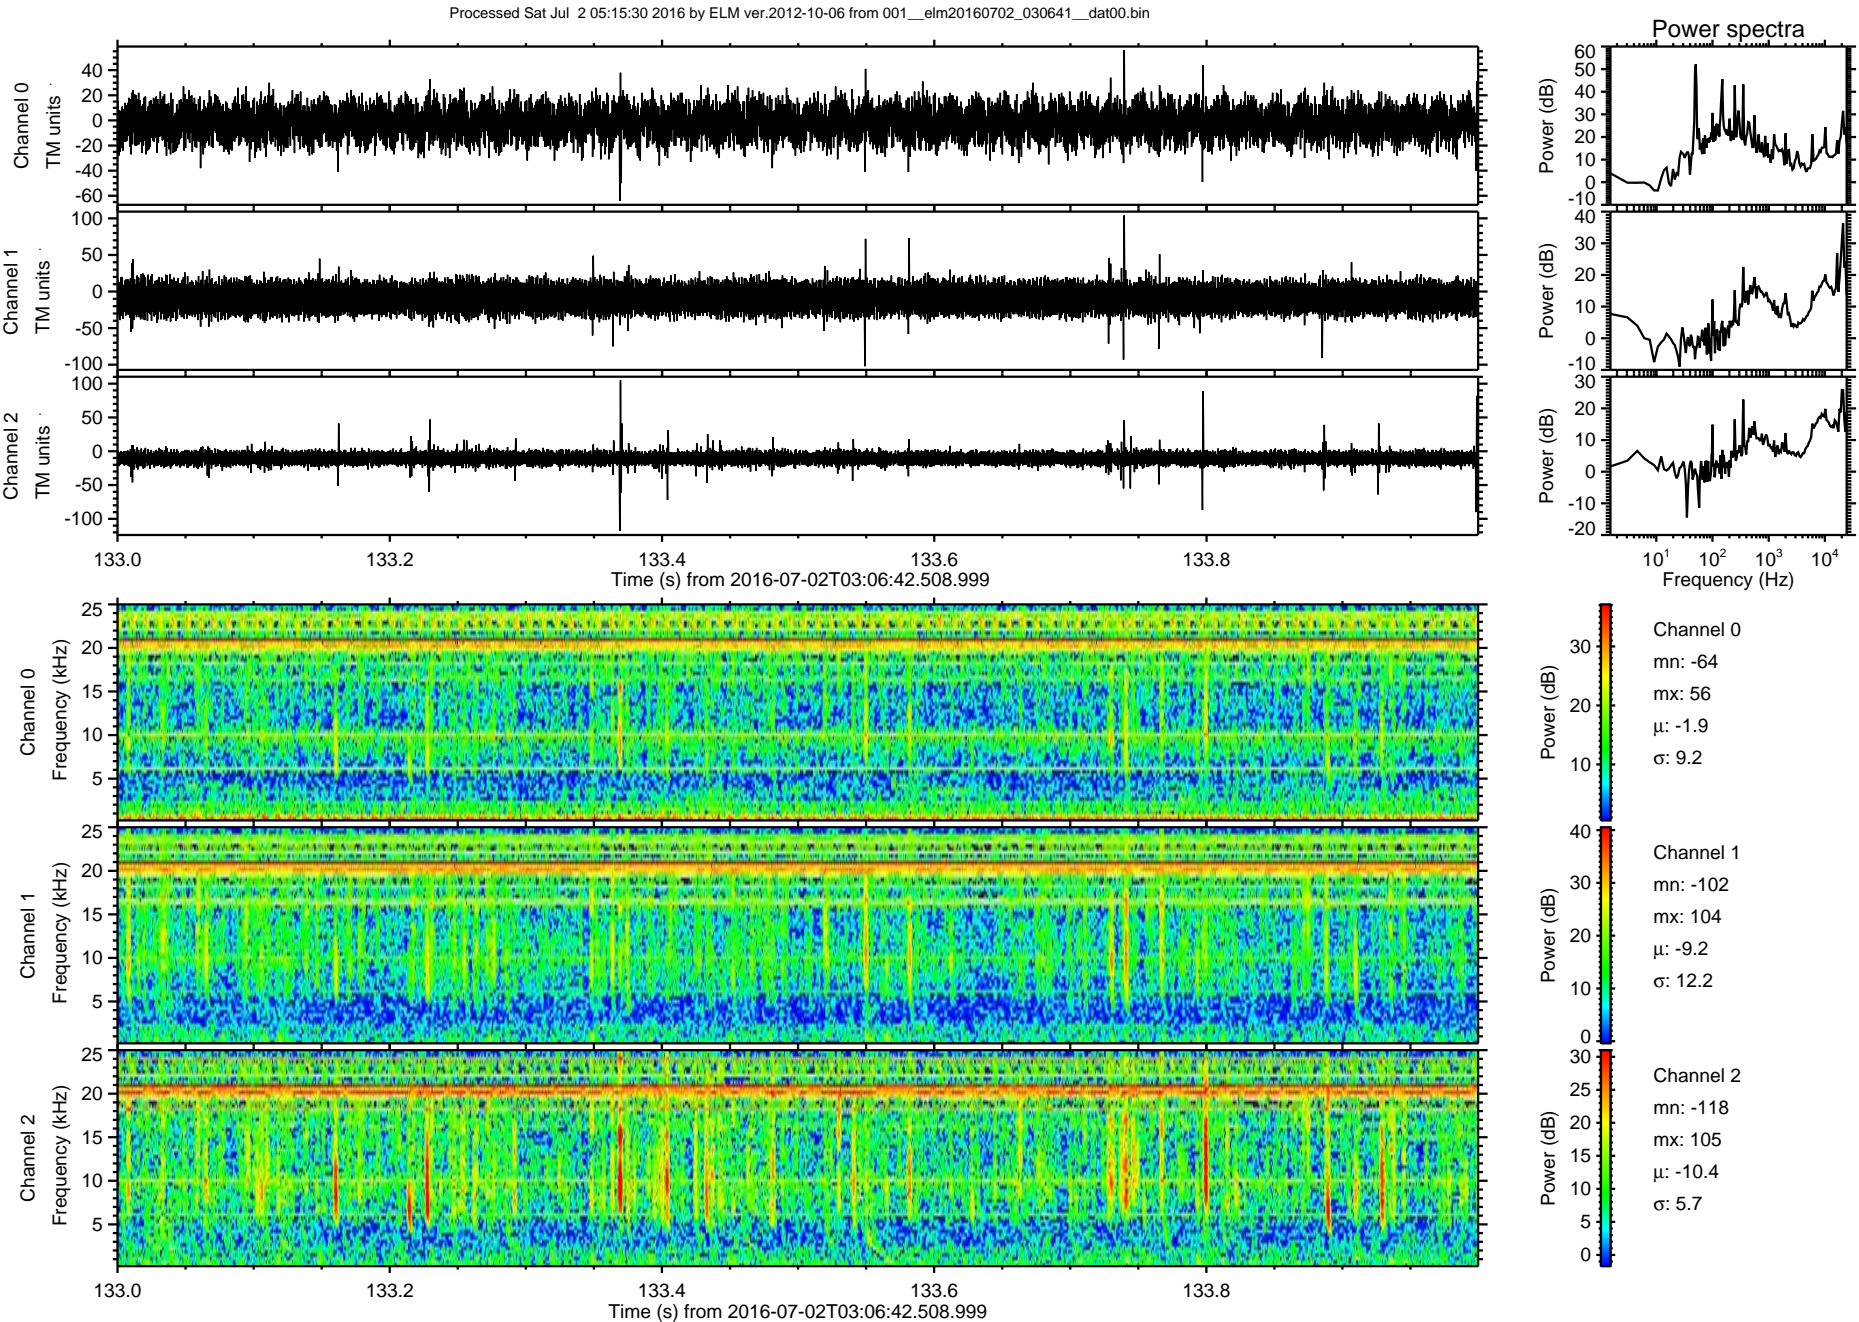 Processed Sat Jul  2 05:15:30 2016 by ELM ver.2012-10-06 from 001__elm20160702_030641__dat00.bin
Power spectra
Channel 0
TM units
40
20
0
-20
-40
-60
Power (dB)
60
50
40
30
20
10
0
-10
Channel 1
TM units
100
50
0
-50
-100
Power (dB)
40
30
20
10
0
-10
Channel 2
TM units
100
50
0
-50
-100
Power (dB)
30
20
10
0
-10
-20
133.0 133.2 133.4 133.6 133.8
Time (s) from 2016-07-02T03:06:42.508.999
10¹ 10² 10³ 10⁴
Frequency (Hz)
Channel 0
Frequency (kHz)
25
20
15
10
5
Power (dB)
30
20
10
Channel 0
mn: -64
mx: 56
μ: -1.9
σ: 9.2
Channel 1
Frequency (kHz)
25
20
15
10
5
Power (dB)
40
30
20
10
0
Channel 1
mn: -102
mx: 104
μ: -9.2
σ: 12.2
Channel 2
Frequency (kHz)
25
20
15
10
5
Power (dB)
30
25
20
15
10
5
0
Channel 2
mn: -118
mx: 105
μ: -10.4
σ: 5.7
133.0 133.2 133.4 133.6 133.8
Time (s) from 2016-07-02T03:06:42.508.999